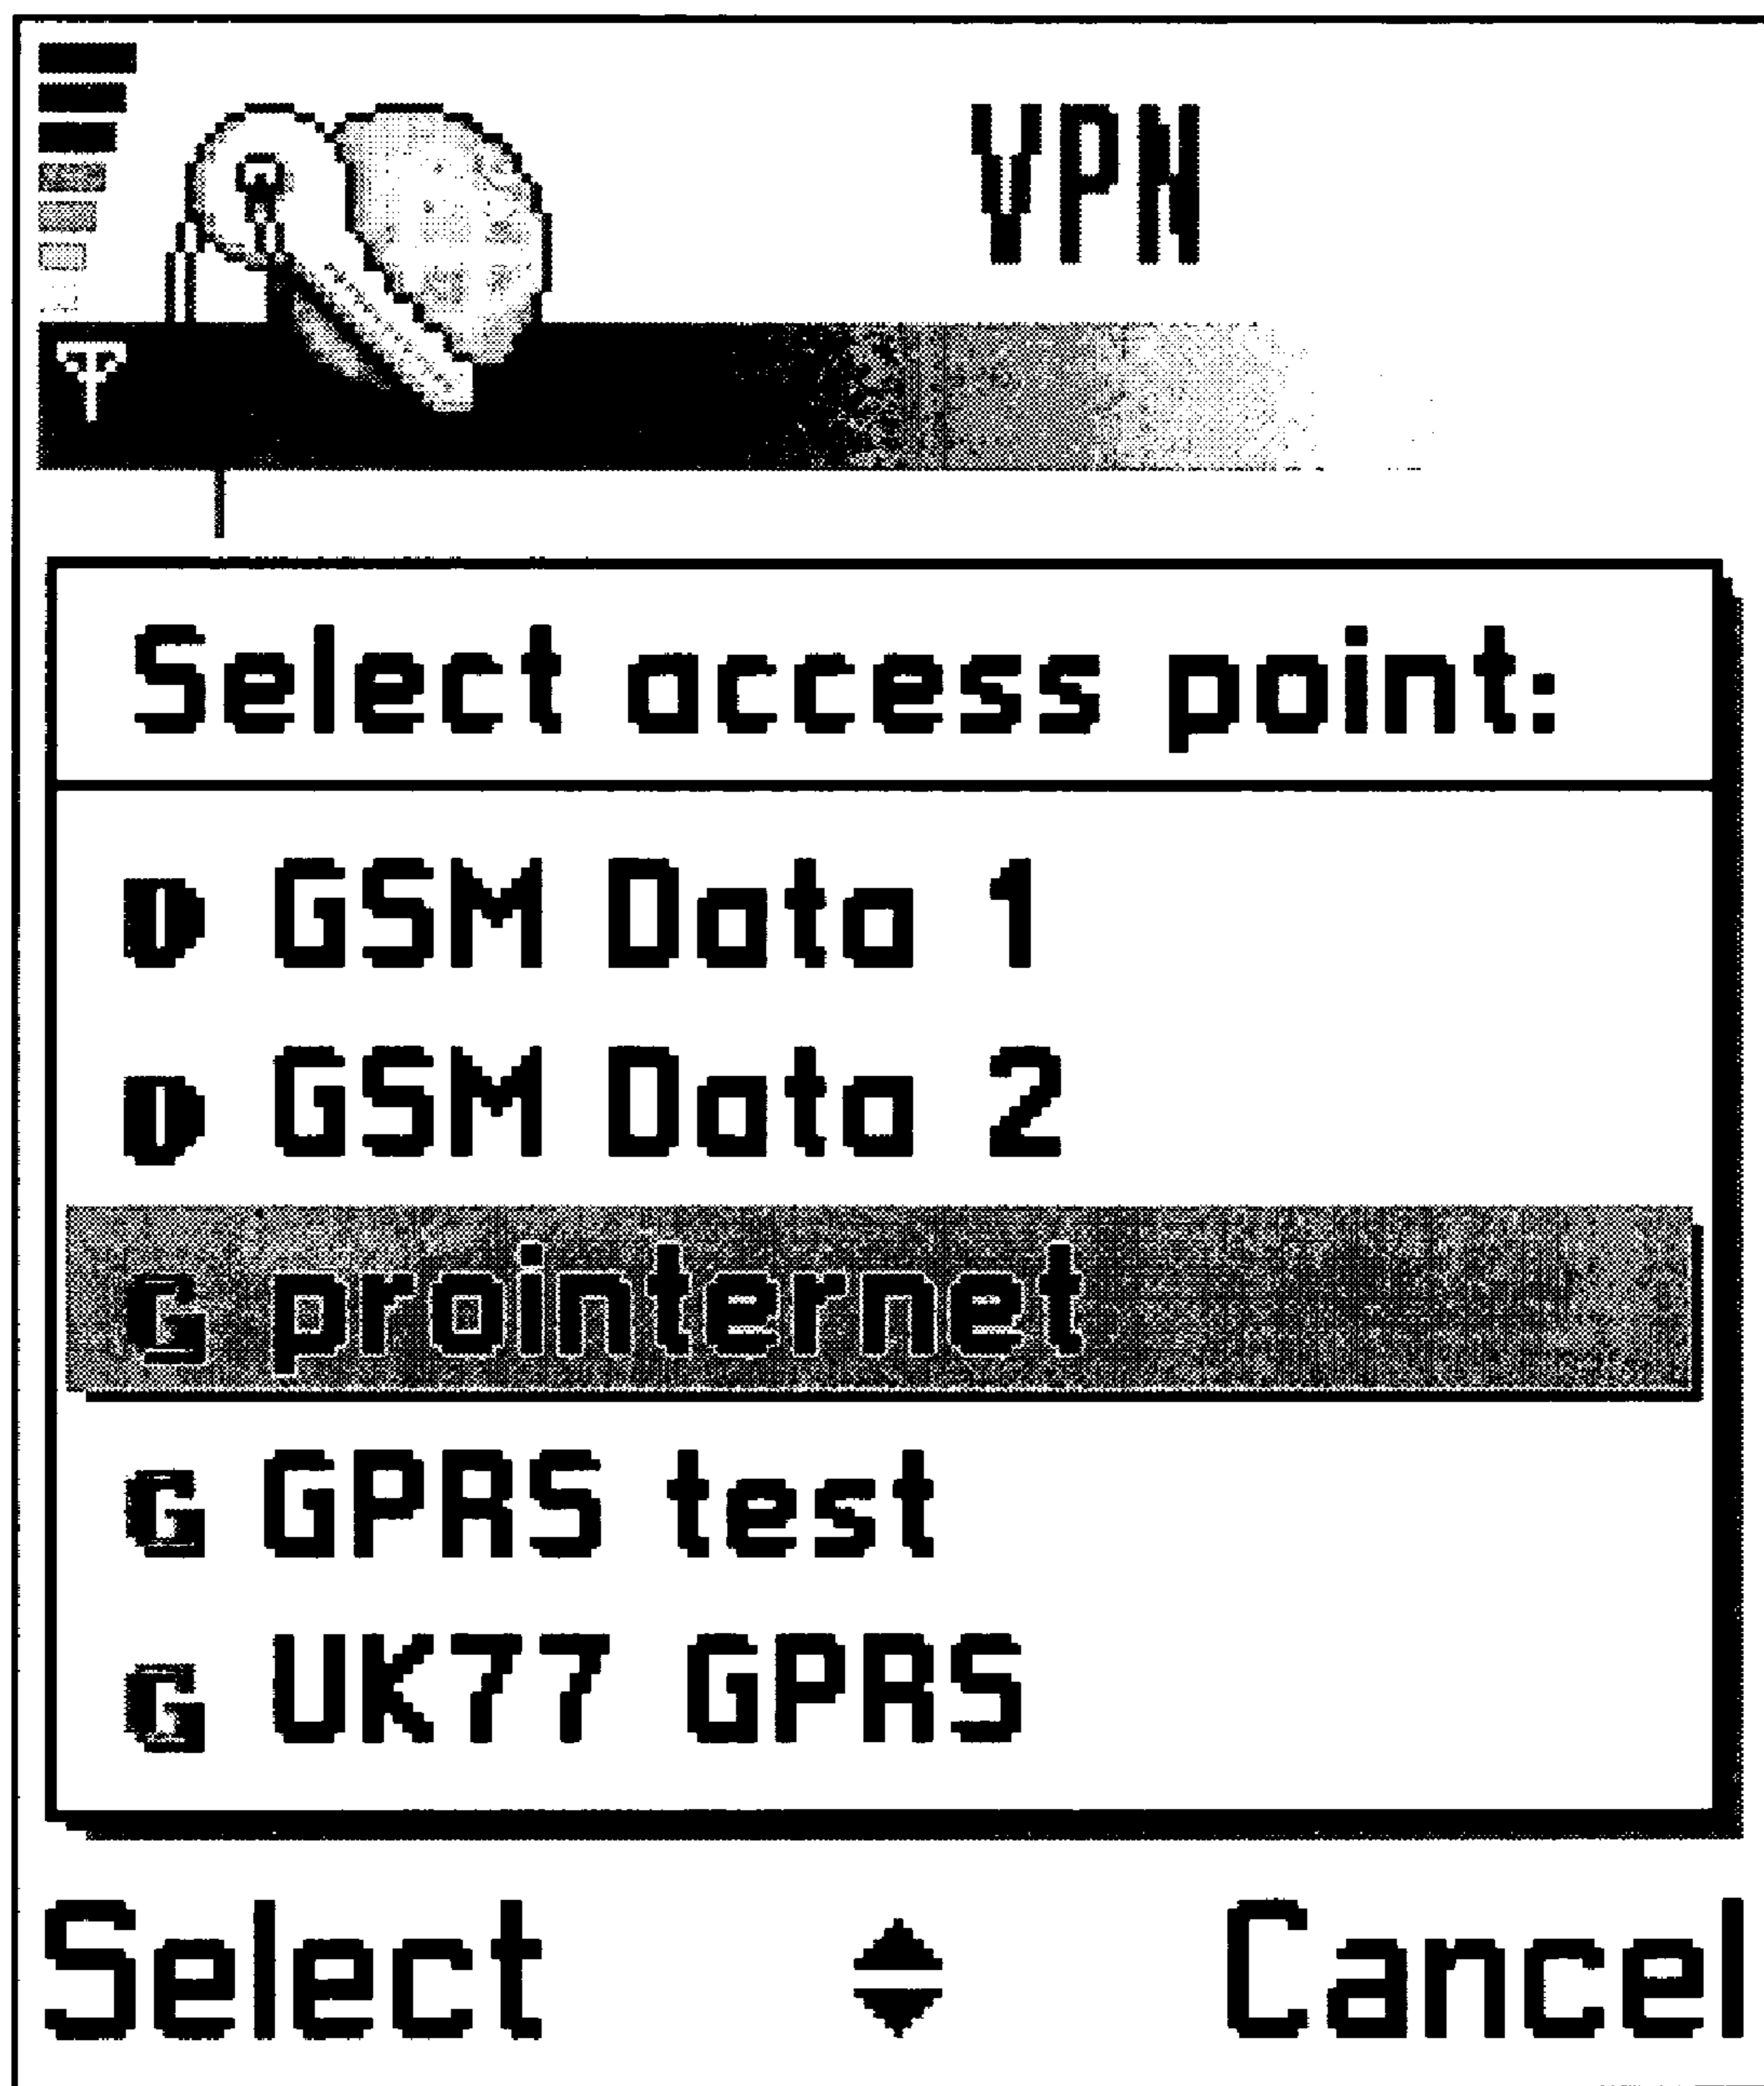 VPN
Select access point:
D GSM Data 1
D GSM Data 2
G prointernet
G GPRS test
G UK77 GPRS
Select Cancel